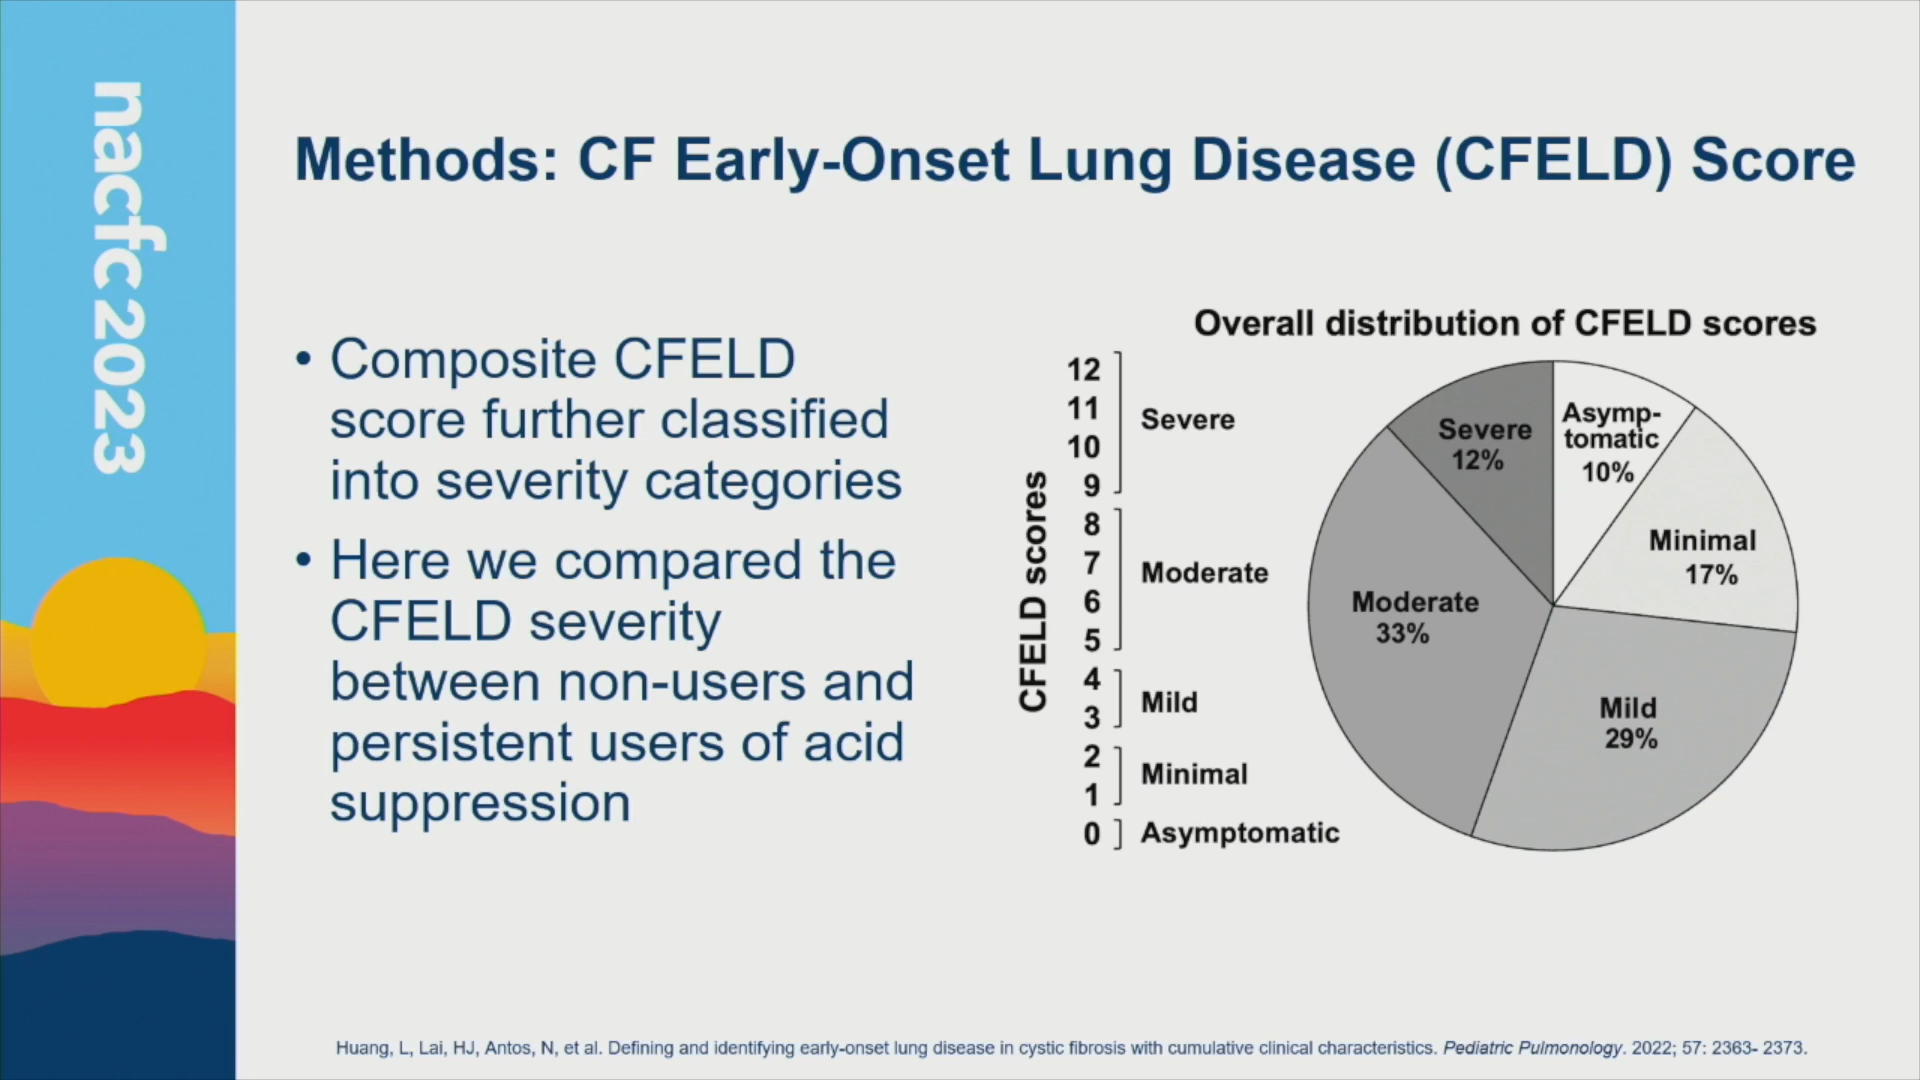 nacfc 2023
Methods: CF Early-Onset Lung Disease (CFELD) Score
• Composite CFELD
score further classified
into severity categories
• Here we compared the
CFELD severity
between non-users and
persistent users of acid
suppression
Overall distribution of CFELD scores
CFELD scores
12
11
10
9
Severe
8
7
6
5
Moderate
4
3
Mild
2
1
Minimal
0
Asymptomatic
Severe
12%
Asymp-
tomatic
10%
Minimal
17%
Moderate
33%
Mild
29%
Huang, L, Lai, HJ, Antos, N, et al. Defining and identifying early-onset lung disease in cystic fibrosis with cumulative clinical characteristics. Pediatric Pulmonology. 2022; 57: 2363- 2373.